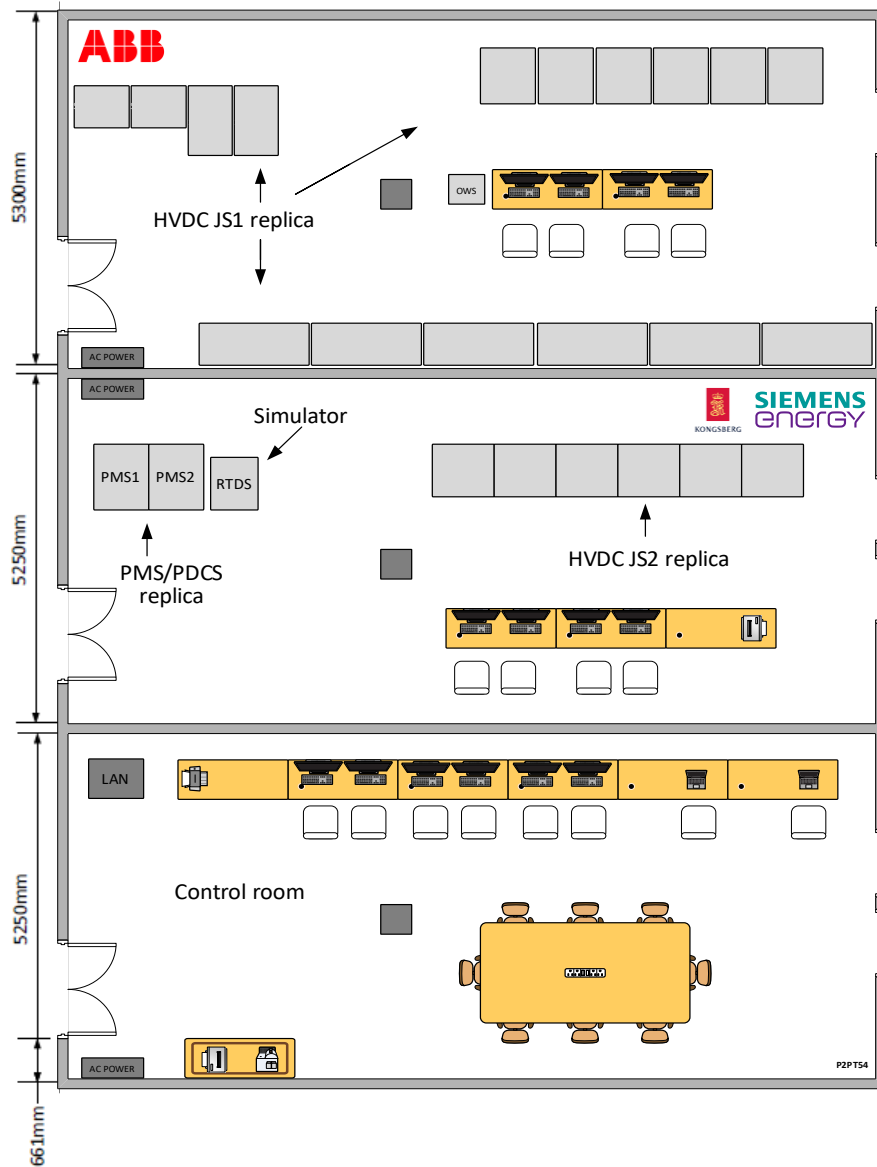 ABB
OWS
HVDC JS1 replica
5300mm
AC POWER
AC POWER
KONGSBERG
SIEMENS
energy
Simulator
PMS1
PMS2
RTDS
PMS/PDCS
replica
HVDC JS2 replica
5250mm
LAN
Control room
5250mm
AC POWER
P2PT54
661mm